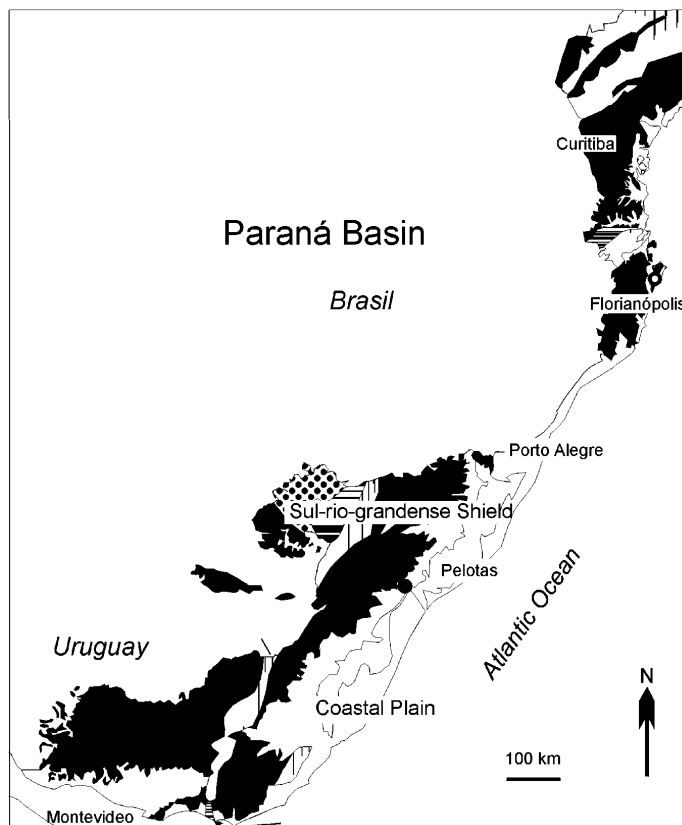 Curitiba
Paraná Basin
Brasil
Florianópolis
Porto Alegre
Sul-rio-grandense Shield
Pelotas
Atlantic Ocean
Uruguay
N
Coastal Plain
100 km
Montevideo